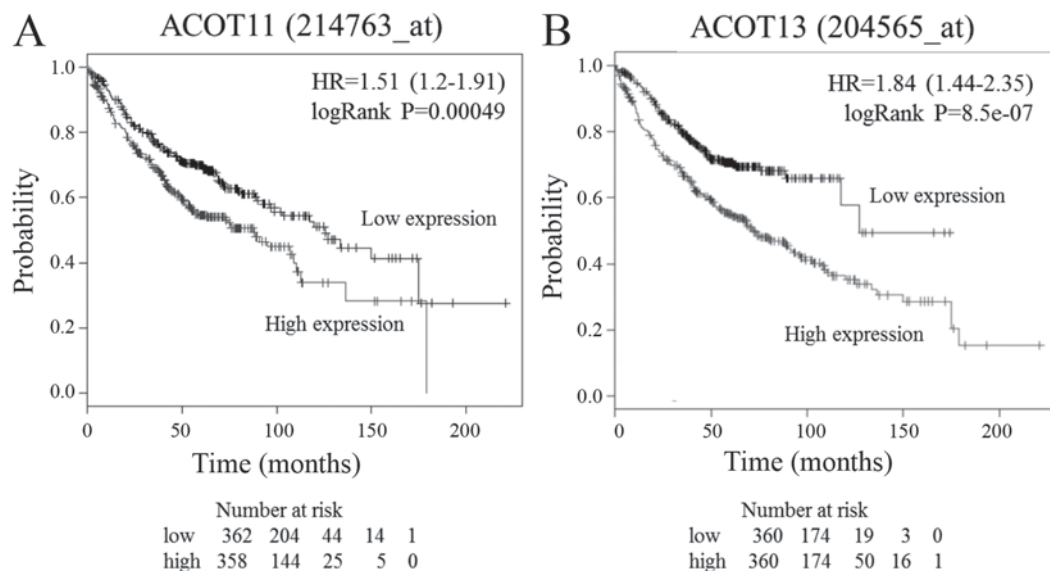 A
ACOT11 (214763_at)
HR=1.51 (1.2-1.91)
logRank P=0.00049
1.0
0.8
0.6
0.4
0.2
0.0
Probability
Low expression
High expression
0 50 100 150 200
Time (months)
Number at risk
low 362 204 44 14 1
high 358 144 25 5 0
B
ACOT13 (204565_at)
HR=1.84 (1.44-2.35)
logRank P=8.5e-07
1.0
0.8
0.6
0.4
0.2
0.0
Probability
Low expression
High expression
0 50 100 150 200
Time (months)
Number at risk
low 360 174 19 3 0
high 360 174 50 16 1